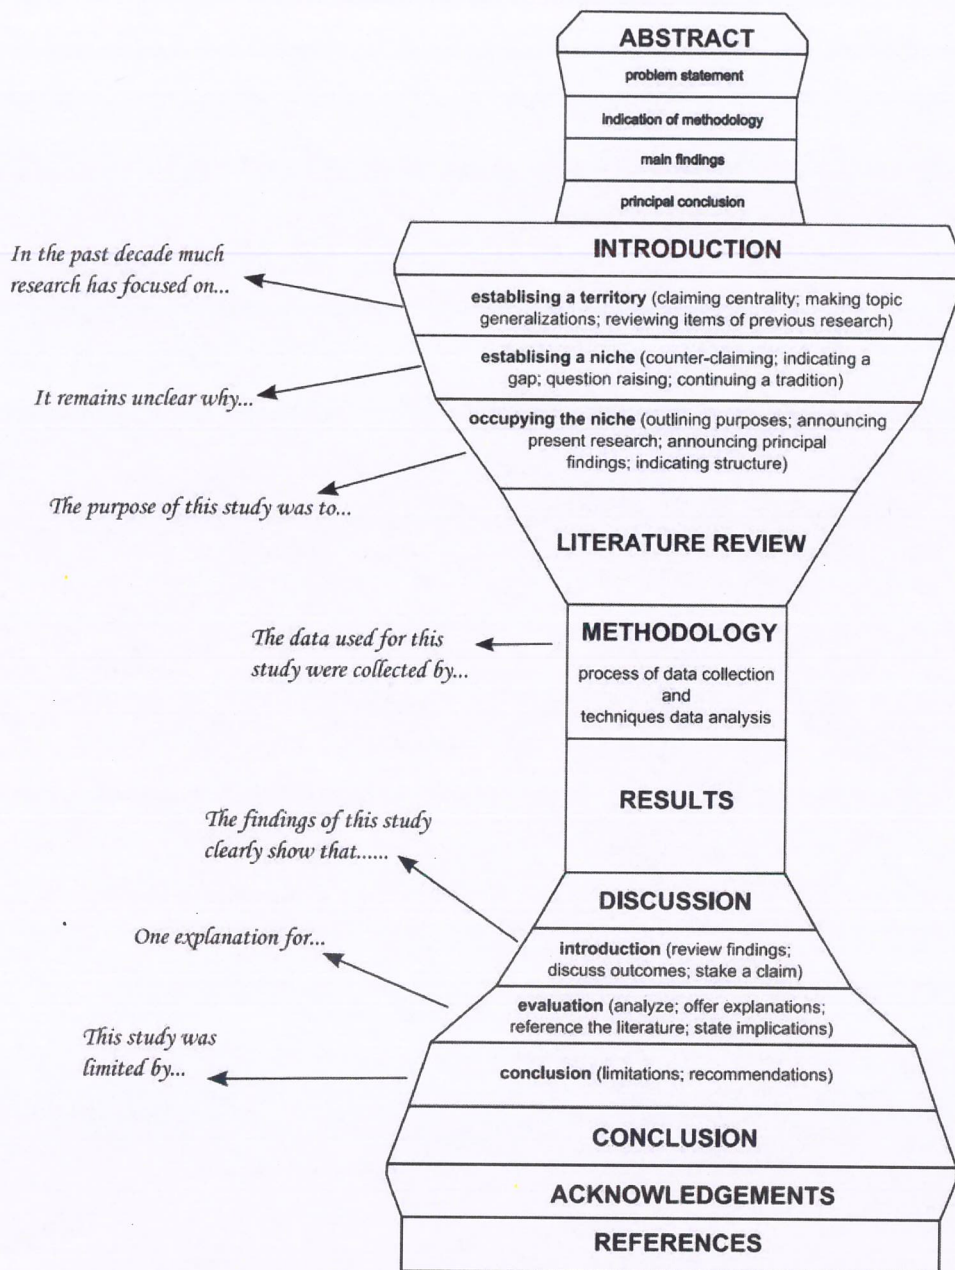 ABSTRACT
problem statement
indication of methodology
main findings
principal conclusion
INTRODUCTION
In the past decade much
research has focused on...
establising a territory (claiming centrality; making topic
generalizations; reviewing items of previous research)
establising a niche (counter-claiming; indicating a
gap; question raising; continuing a tradition)
It remains unclear why...
occupying the niche (outlining purposes; announcing
present research; announcing principal
findings; indicating structure)
The purpose of this study was to...
LITERATURE REVIEW
METHODOLOGY
The data used for this
study were collected by...
process of data collection
and
techniques data analysis
RESULTS
The findings of this study
clearly show that......
DISCUSSION
introduction (review findings;
discuss outcomes; stake a claim)
One explanation for...
evaluation (analyze; offer explanations;
reference the literature; state implications)
This study was
limited by...
conclusion (limitations; recommendations)
CONCLUSION
ACKNOWLEDGEMENTS
REFERENCES